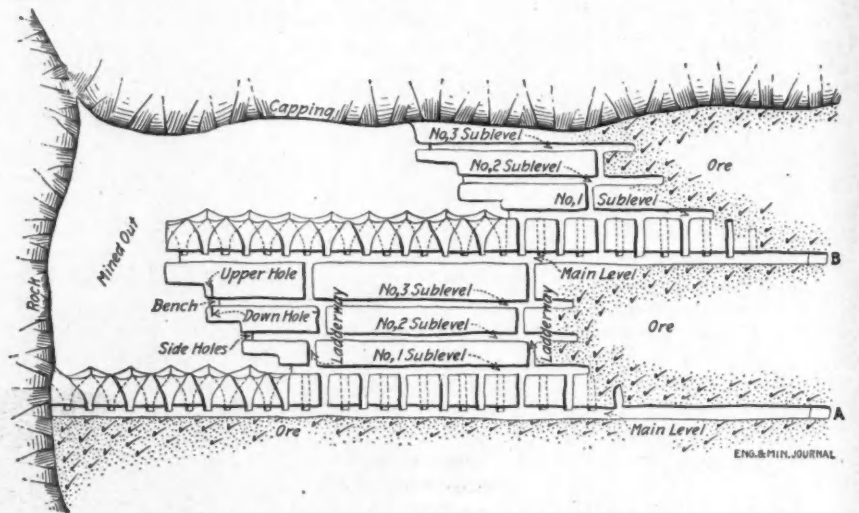 Capping
No,3 Sublevel
No,2 Sublevel
Ore
No,1 Sublevel
Mined Out
Rock
B
Upper Hole
Main Level
No,3 Sublevel
Bench
Down Hole
Ladderway
Ladderway
No,2 Sublevel
Ore
Side Holes
No,1 Sublevel
A
Ore
Main Level
ENG.&MIN.JOURNAL